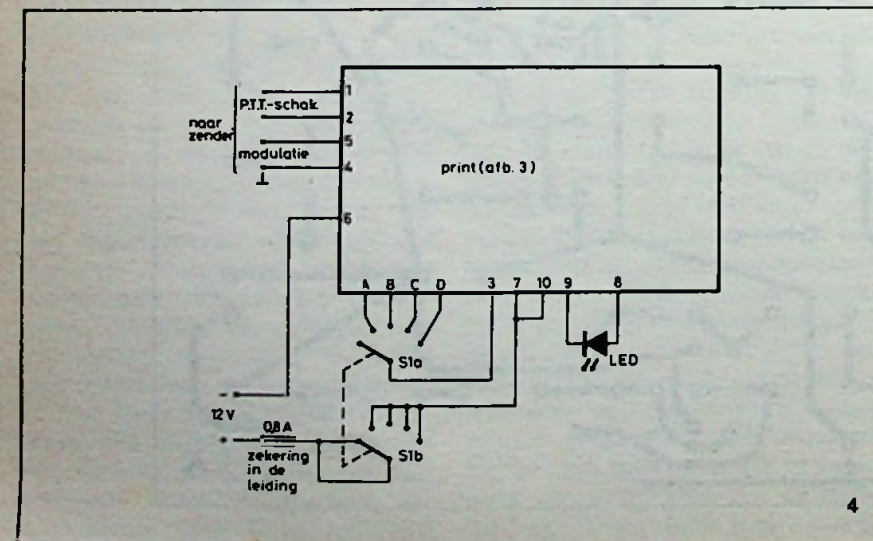 P.T.T.-schak.
naar
zender
modulatie
1
2
5
4
6
print (afb. 3)
A B C D 3 7 10 9 8
S1a
LED
-
12 V
+
0,8 A
zekering
in de
leiding
S1b
4